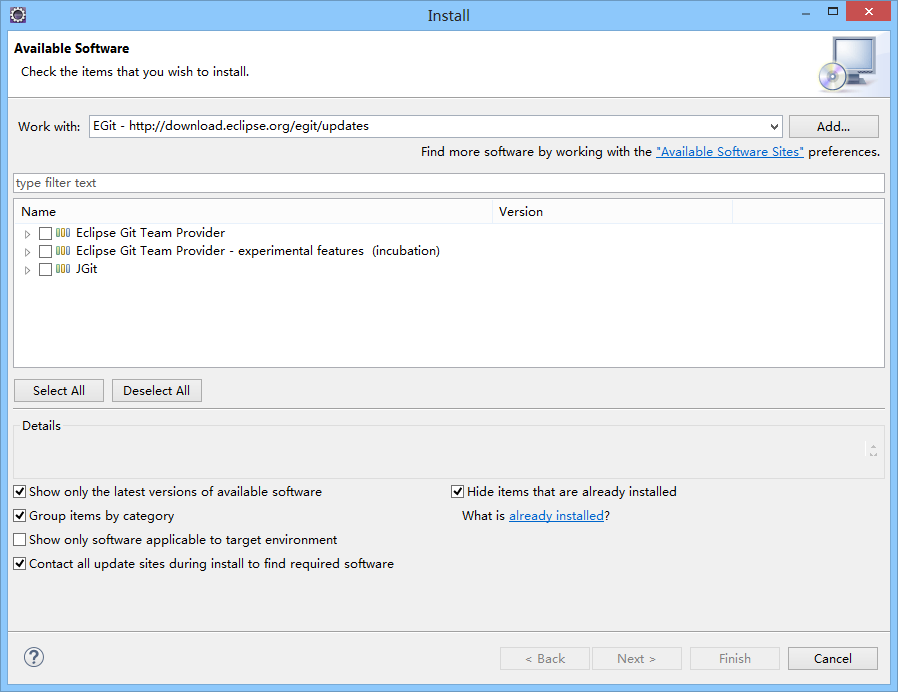 Install
Available Software
Check the items that you wish to install.
Work with: EGit - http://download.eclipse.org/egit/updates Add...
Find more software by working with the "Available Software Sites" preferences.
type filter text
Name Version
Eclipse Git Team Provider
Eclipse Git Team Provider - experimental features (incubation)
JGit
Select All Deselect All
Details
Show only the latest versions of available software Hide items that are already installed
Group items by category What is already installed?
Show only software applicable to target environment
Contact all update sites during install to find required software
? < Back Next > Finish Cancel